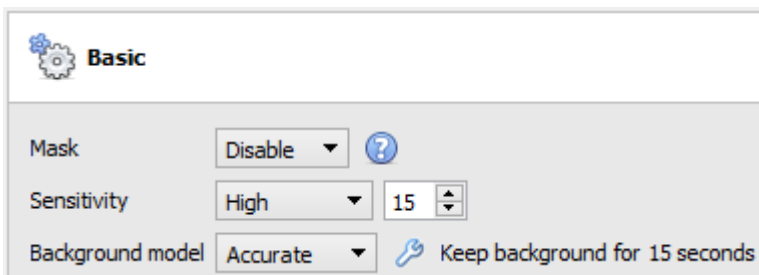 Basic
Mask Disable ?
Sensitivity High 15
Background model Accurate Keep background for 15 seconds